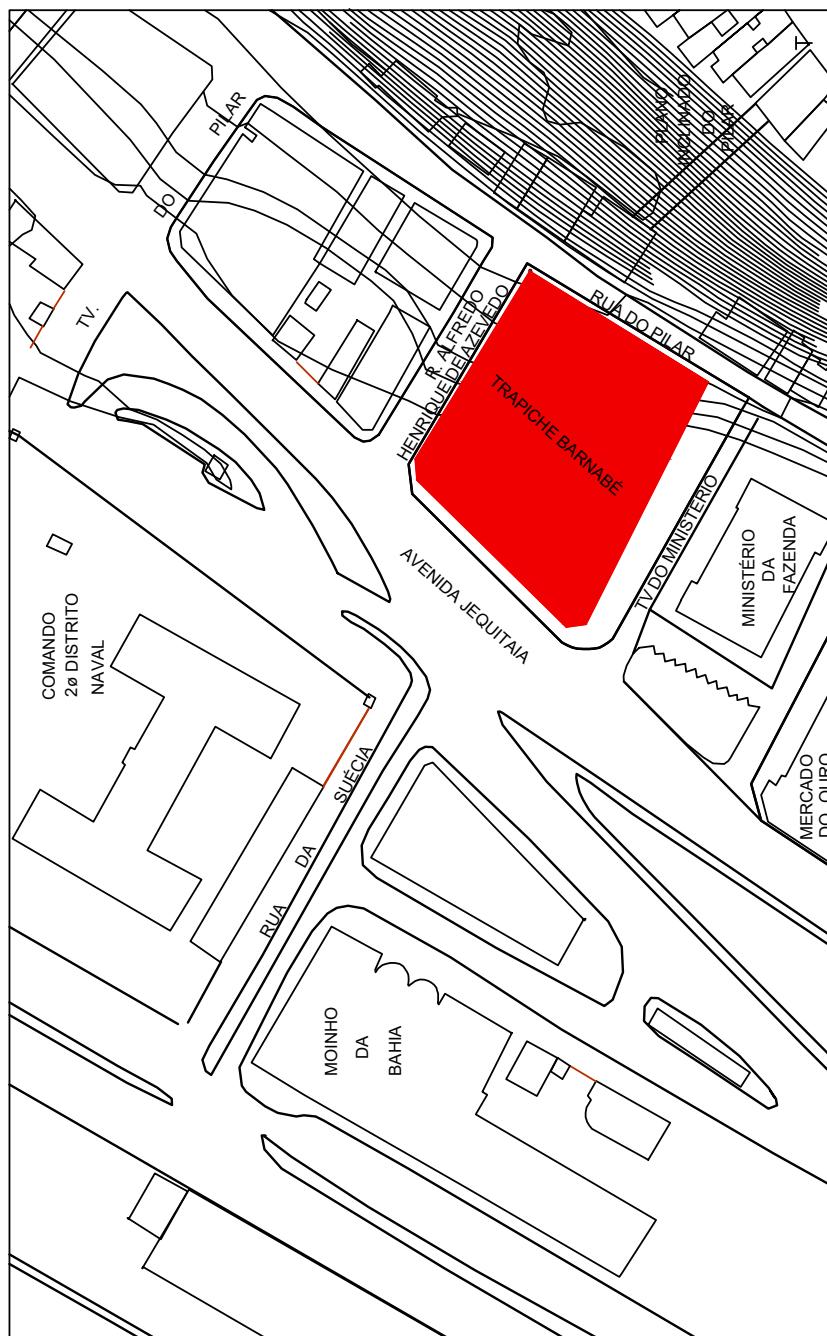 PLANO
INCLINADO
DO
PILAR
T
PILAR
DO
TV.
R. ALFREDO
HENRIQUE DE AZEVEDO
RUA DO PILAR
TRAPICHE BARNABÉ
AVENIDA JEQUITAIA
TV DO MINISTERIO
MINISTÉRIO
DA
FAZENDA
COMANDO
2ø DISTRITO
NAVAL
MERCADO
DO OURO
RUA DA SUÉCIA
MOINHO
DA
BAHIA